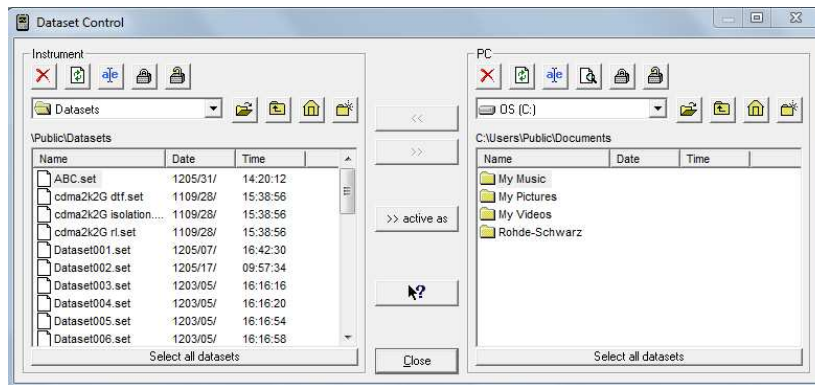 Dataset Control
Instrument
a|e
Datasets
\Public\Datasets
Name Date Time
ABC.set 1205/31/ 14:20:12
cdma2k2G dtf.set 1109/28/ 15:38:56
cdma2k2G isolation.... 1109/28/ 15:38:56
cdma2k2G rl.set 1109/28/ 15:38:56
Dataset001.set 1205/07/ 16:42:30
Dataset002.set 1205/17/ 09:57:34
Dataset003.set 1203/05/ 16:16:16
Dataset004.set 1203/05/ 16:16:20
Dataset005.set 1203/05/ 16:16:54
Dataset006.set 1203/05/ 16:16:58
Select all datasets
<<
>>
>> active as
?
Close
PC
a|e
OS (C:)
C:\Users\Public\Documents
Name Date Time
My Music
My Pictures
My Videos
Rohde-Schwarz
Select all datasets